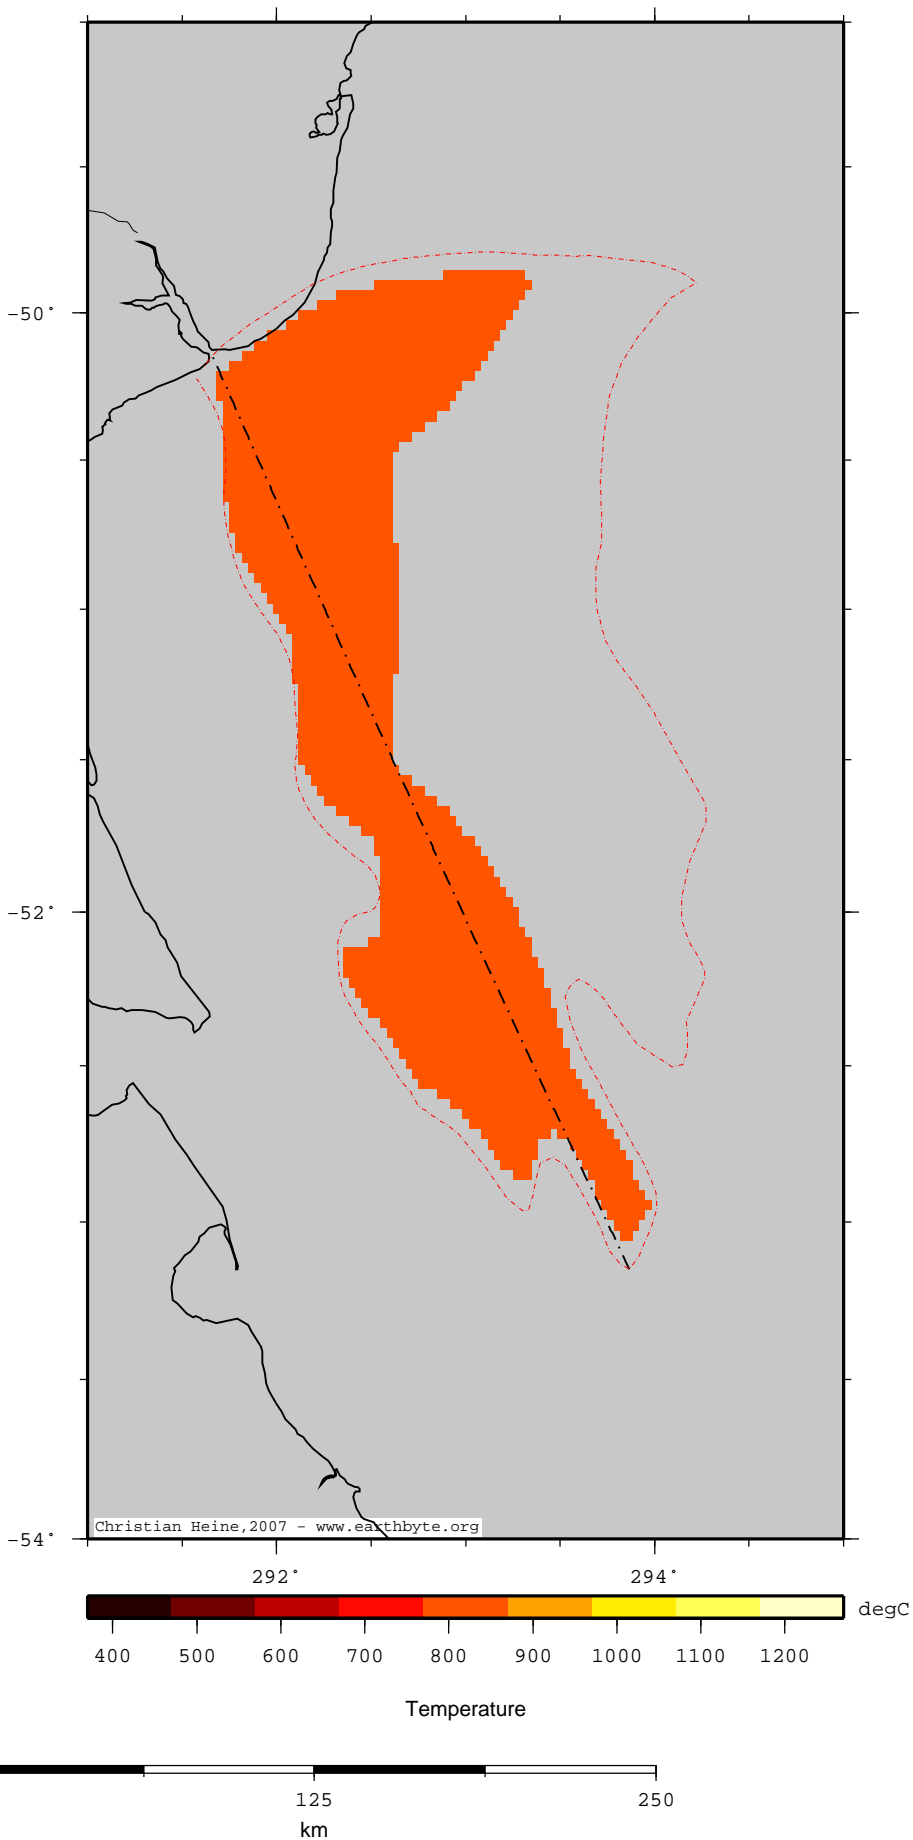 -50°
-52°
-54°
Christian Heine,2007 - www.earthbyte.org
292° 294°
degC
400 500 600 700 800 900 1000 1100 1200
Temperature
125 250
km